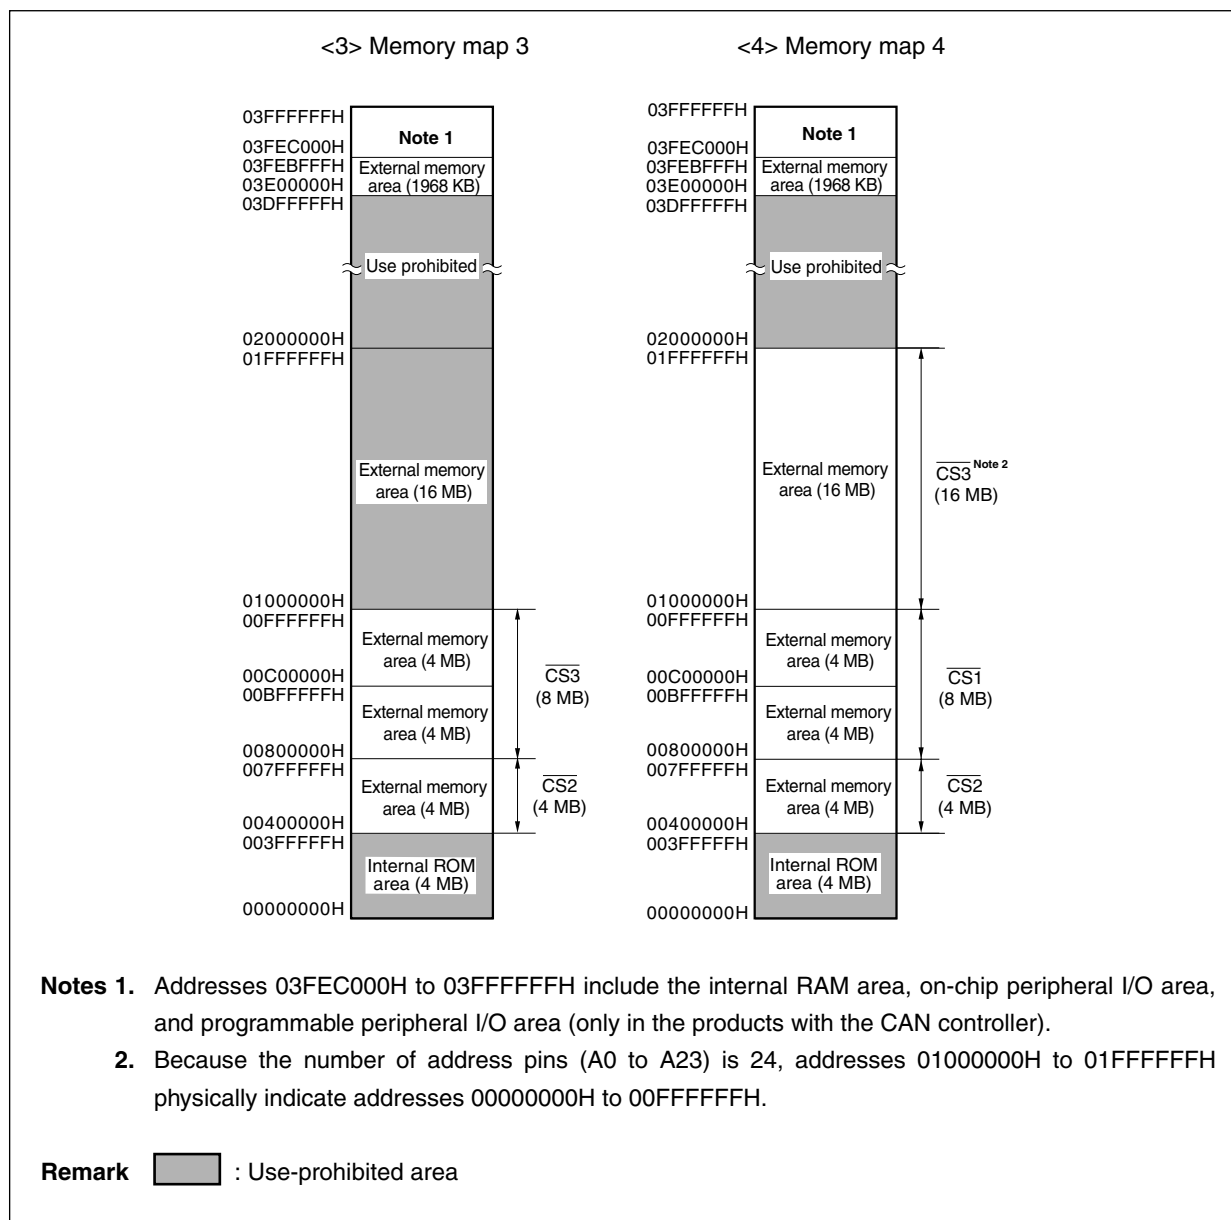 <3> Memory map 3
03FFFFFFH
Note 1
03FEC000H
03FEBFFFH
External memory
03E00000H
area (1968 KB)
03DFFFFFH
Use prohibited
02000000H
01FFFFFFH
External memory
area (16 MB)
01000000H
00FFFFFFH
External memory
area (4 MB)
CS3
(8 MB)
00C00000H
00BFFFFFH
External memory
area (4 MB)
00800000H
007FFFFFH
External memory
area (4 MB)
CS2
(4 MB)
00400000H
003FFFFFH
Internal ROM
area (4 MB)
00000000H
<4> Memory map 4
03FFFFFFH
Note 1
03FEC000H
03FEBFFFH
External memory
03E00000H
area (1968 KB)
03DFFFFFH
Use prohibited
02000000H
01FFFFFFH
External memory
area (16 MB)
CS3 Note 2
(16 MB)
01000000H
00FFFFFFH
External memory
area (4 MB)
CS1
(8 MB)
00C00000H
00BFFFFFH
External memory
area (4 MB)
00800000H
007FFFFFH
External memory
area (4 MB)
CS2
(4 MB)
00400000H
003FFFFFH
Internal ROM
area (4 MB)
00000000H
Notes 1. Addresses 03FEC000H to 03FFFFFFH include the internal RAM area, on-chip peripheral I/O area,
and programmable peripheral I/O area (only in the products with the CAN controller).
2. Because the number of address pins (A0 to A23) is 24, addresses 01000000H to 01FFFFFFH
physically indicate addresses 00000000H to 00FFFFFFH.
Remark : Use-prohibited area